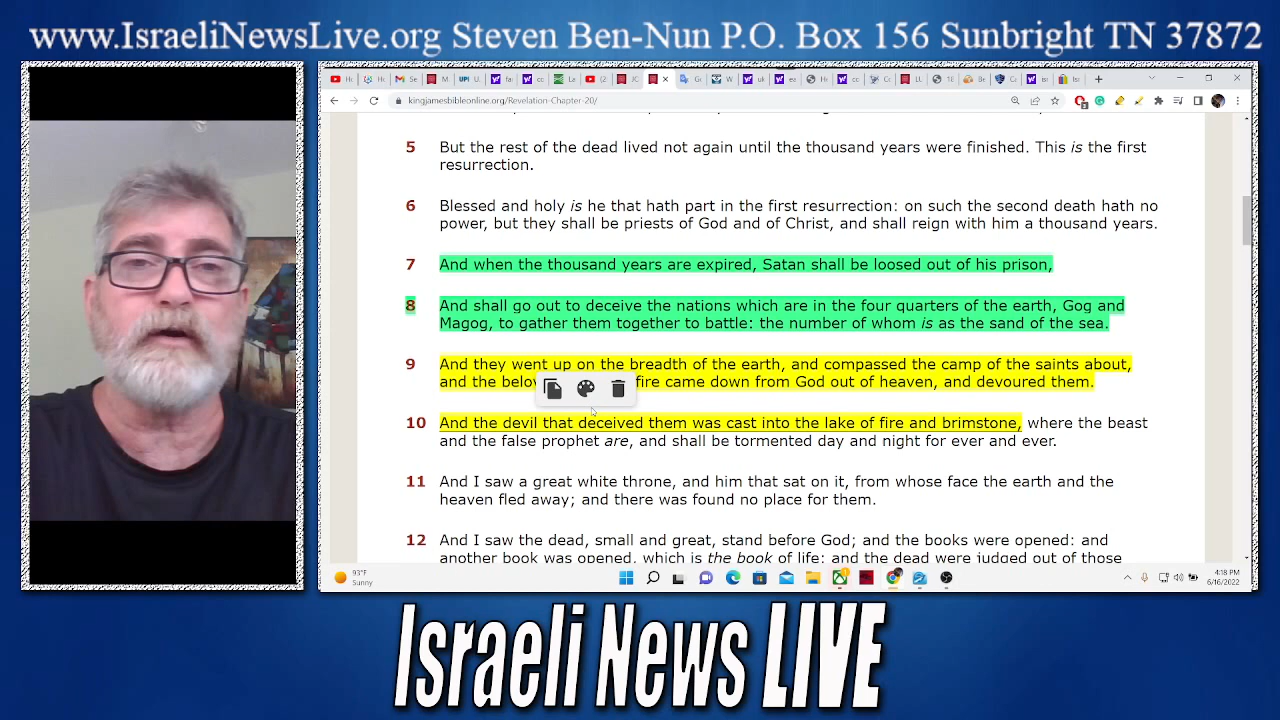 www.IsraeliNewsLive.org Steven Ben-Nun P.O. Box 156 Sunbright TN 37872
kingjamesbibleonline.org/Revelation-Chapter-20/
5 But the rest of the dead lived not again until the thousand years were finished. This is the first
resurrection.
6 Blessed and holy is he that hath part in the first resurrection: on such the second death hath no
power, but they shall be priests of God and of Christ, and shall reign with him a thousand years.
7 And when the thousand years are expired, Satan shall be loosed out of his prison,
8 And shall go out to deceive the nations which are in the four quarters of the earth, Gog and
Magog, to gather them together to battle: the number of whom is as the sand of the sea.
9 And they went up on the breadth of the earth, and compassed the camp of the saints about,
and the fire came down from God out of heaven, and devoured them.
10 And the devil that deceived them was cast into the lake of fire and brimstone, where the beast
and the false prophet are, and shall be tormented day and night for ever and ever.
11 And I saw a great white throne, and him that sat on it, from whose face the earth and the
heaven fled away; and there was found no place for them.
12 And I saw the dead, small and great, stand before God; and the books were opened: and
another book was opened, which is the book of life: and the dead were judged out of those
93°F
Sunny
4:18 PM
6/16/2022
Israeli News LIVE